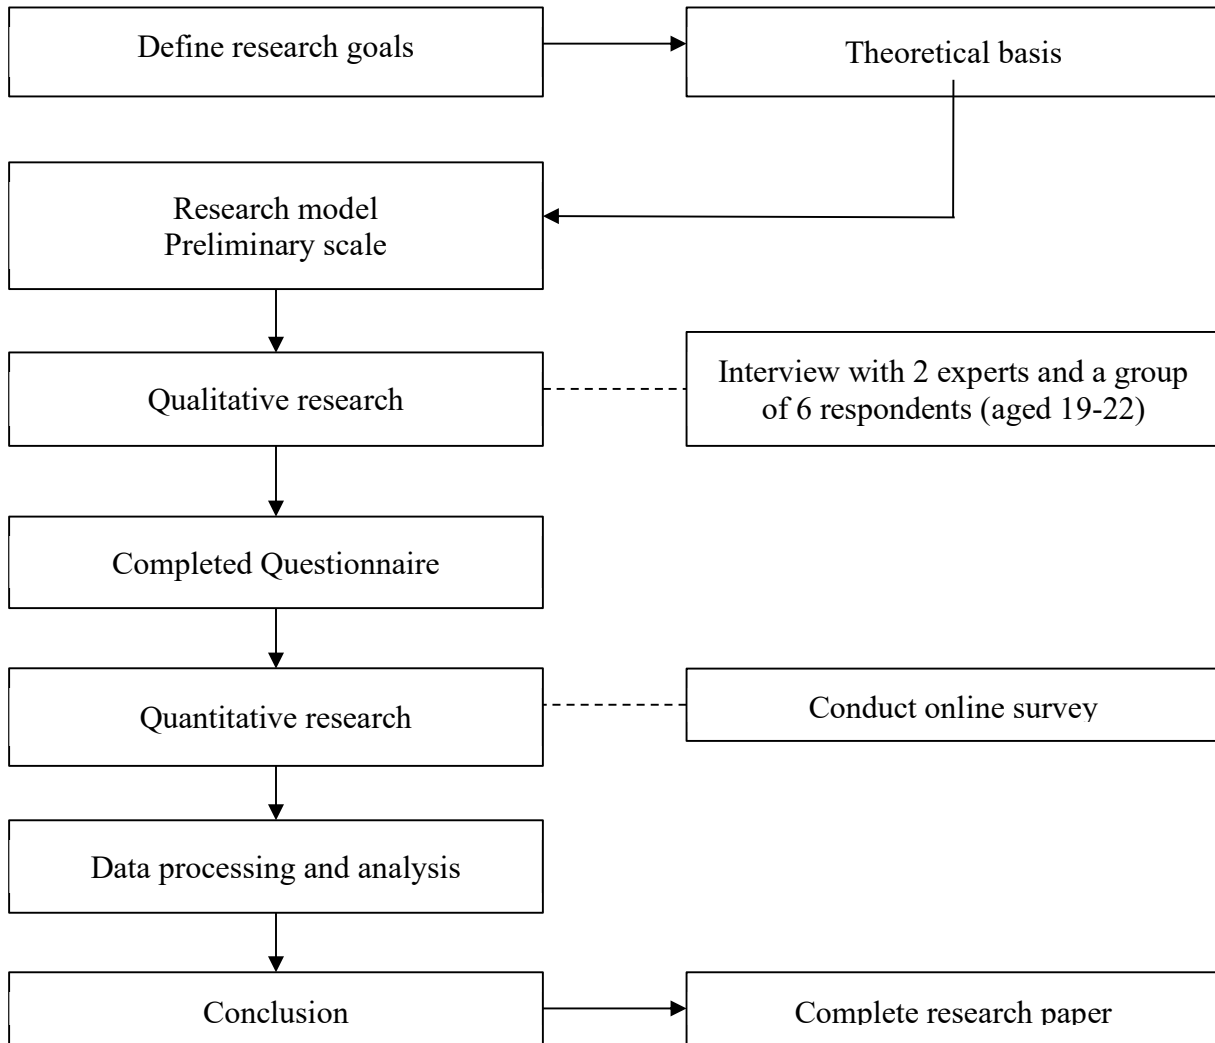 Define research goals
Theoretical basis
Research model
Preliminary scale
Qualitative research
Interview with 2 experts and a group
of 6 respondents (aged 19-22)
Completed Questionnaire
Quantitative research
Conduct online survey
Data processing and analysis
Conclusion
Complete research paper